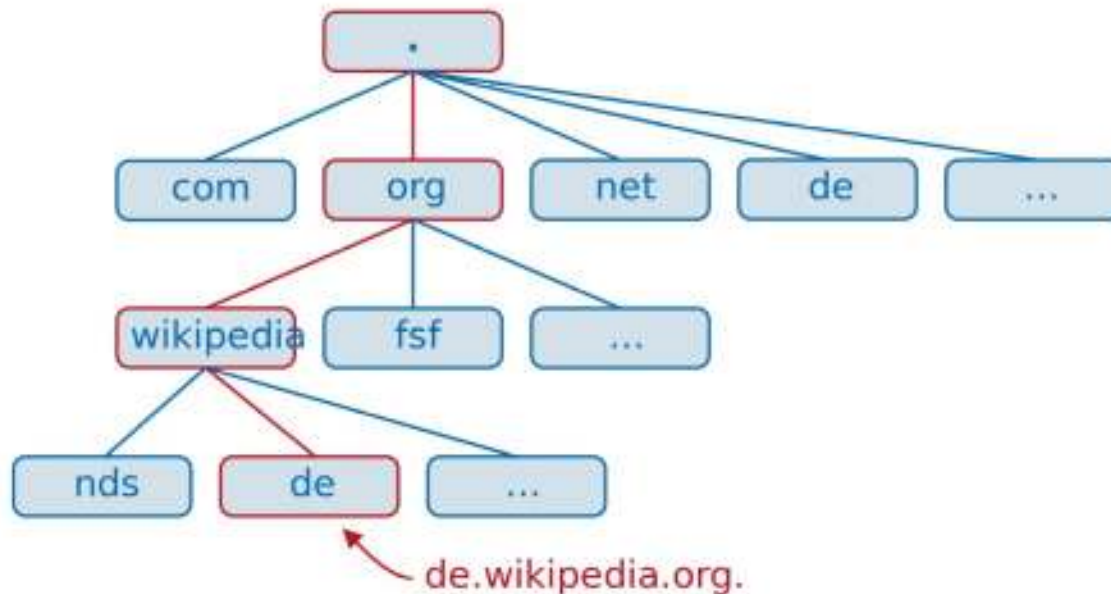 .
com org net de ...
wikipedia fsf ...
nds de ...
de.wikipedia.org.